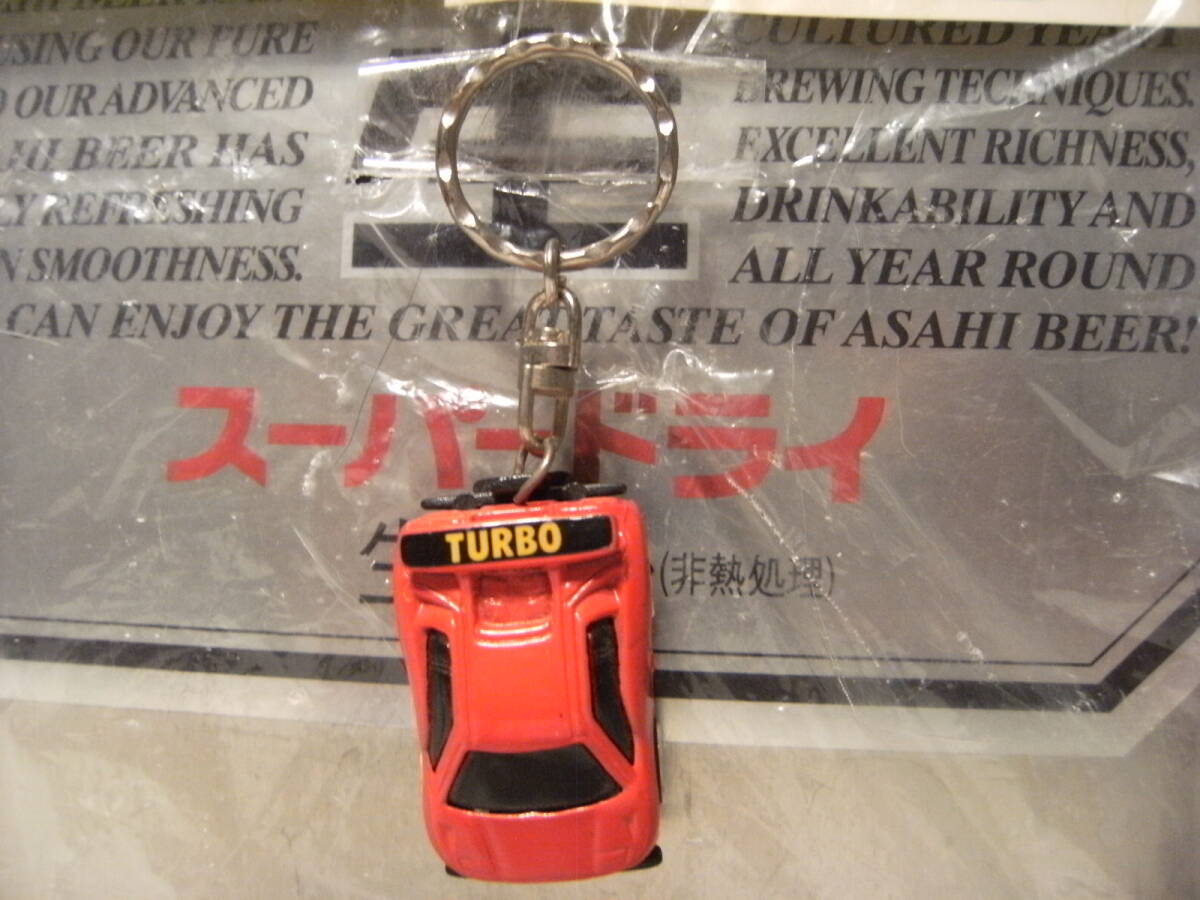 USING OUR PURE CULTURED YEAST
OUR ADVANCED BREWING TECHNIQUES.
BEER HAS EXCELLENT RICHNESS,
REFRESHING DRINKABILITY AND
SMOOTHNESS. ALL YEAR ROUND
CAN ENJOY THE GREAT TASTE OF ASAHI BEER!
スーパードライ
TURBO
生 (非熱処理)